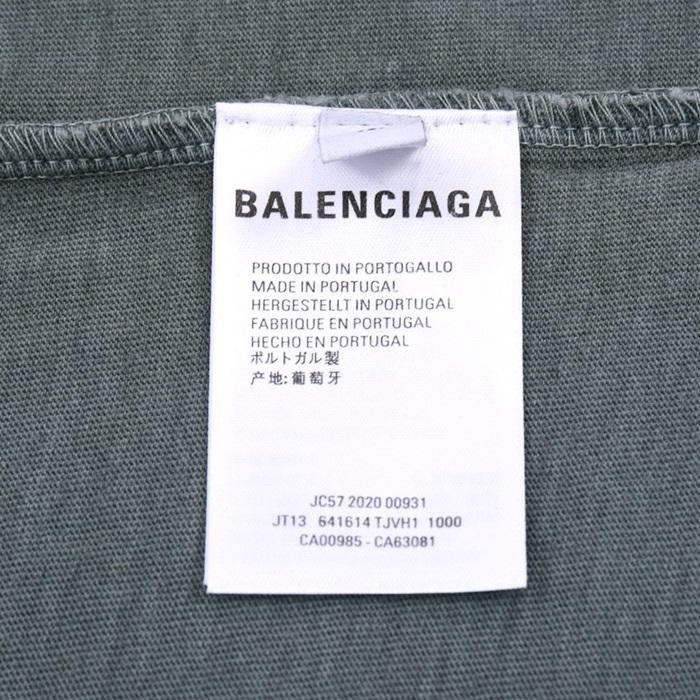 BALENCIAGA
PRODOTTO IN PORTOGALLO
MADE IN PORTUGAL
HERGESTELLT IN PORTUGAL
FABRIQUE EN PORTUGAL
HECHO EN PORTUGAL
ポルトガル製
产地:葡萄牙
JC57 2020 00931
JT13 641614 TJVH1 1000
CA00985 - CA63081